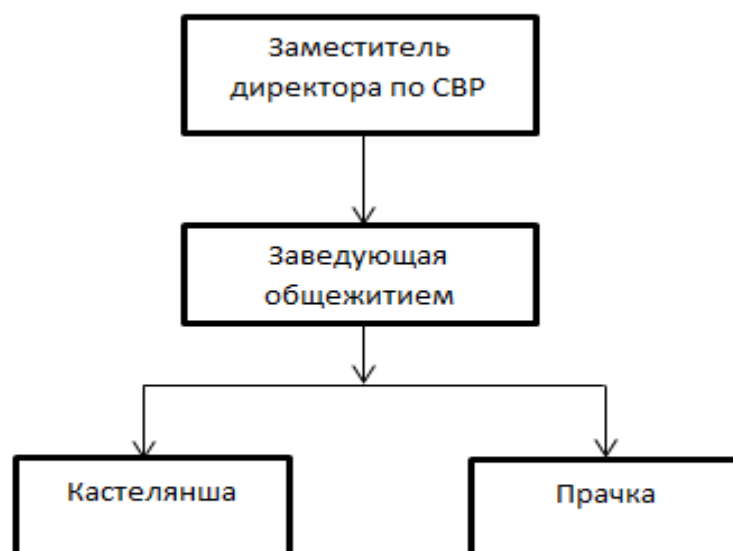 Заместитель
директора по СВР
Заведующая
общежитием
Кастелянша
Прачка